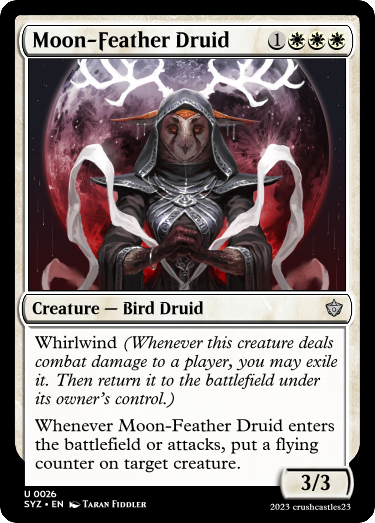 Moon-Feather Druid 1
Creature — Bird Druid
Whirlwind (Whenever this creature deals
combat damage to a player, you may exile
it. Then return it to the battlefield under
its owner's control.)
Whenever Moon-Feather Druid enters
the battlefield or attacks, put a flying
counter on target creature.
3/3
U 0026
SYZ • EN Taran Fiddler
2023 crushcastles23